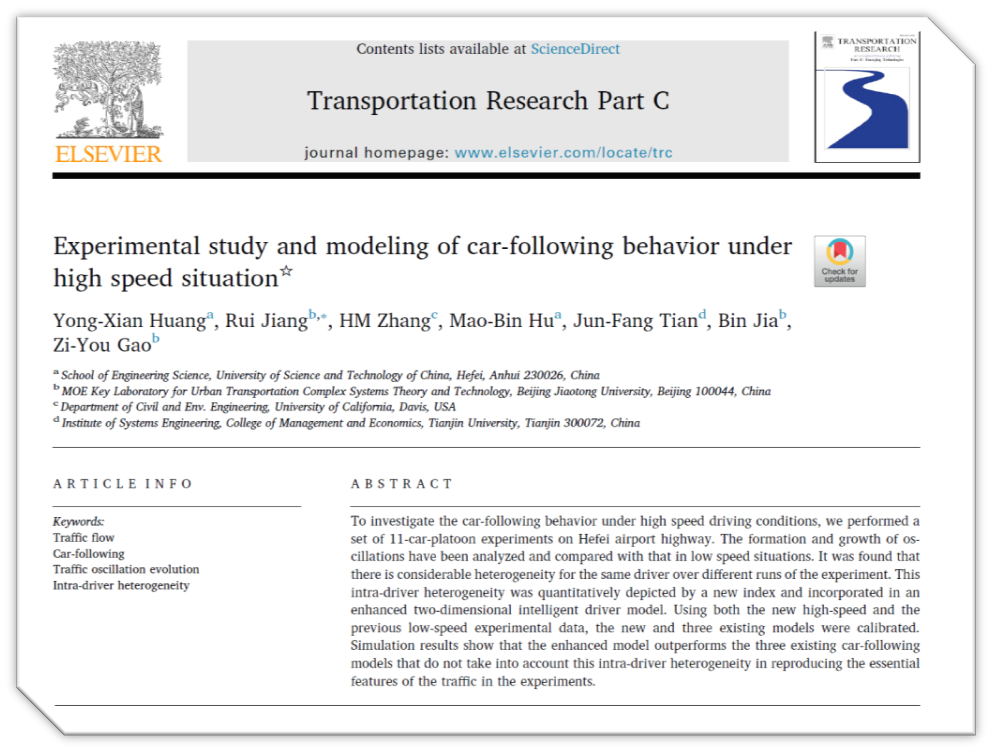 Contents lists available at ScienceDirect
Transportation Research Part C
journal homepage: www.elsevier.com/locate/trc
ELSEVIER
TRANSPORTATION
RESEARCH
Experimental study and modeling of car-following behavior under
high speed situation☆
Check for
updates
Yong-Xian Huangᵃ, Rui Jiangᵇ,*, HM Zhangᶜ, Mao-Bin Huᵃ, Jun-Fang Tianᵈ, Bin Jiaᵇ,
Zi-You Gaoᵇ
ᵃ School of Engineering Science, University of Science and Technology of China, Hefei, Anhui 230026, China
ᵇ MOE Key Laboratory for Urban Transportation Complex Systems Theory and Technology, Beijing Jiaotong University, Beijing 100044, China
ᶜ Department of Civil and Env. Engineering, University of California, Davis, USA
ᵈ Institute of Systems Engineering, College of Management and Economics, Tianjin University, Tianjin 300072, China
ARTICLE INFO
Keywords:
Traffic flow
Car-following
Traffic oscillation evolution
Intra-driver heterogeneity
ABSTRACT
To investigate the car-following behavior under high speed driving conditions, we performed a
set of 11-car-platoon experiments on Hefei airport highway. The formation and growth of os-
cillations have been analyzed and compared with that in low speed situations. It was found that
there is considerable heterogeneity for the same driver over different runs of the experiment. This
intra-driver heterogeneity was quantitatively depicted by a new index and incorporated in an
enhanced two-dimensional intelligent driver model. Using both the new high-speed and the
previous low-speed experimental data, the new and three existing models were calibrated.
Simulation results show that the enhanced model outperforms the three existing car-following
models that do not take into account this intra-driver heterogeneity in reproducing the essential
features of the traffic in the experiments.